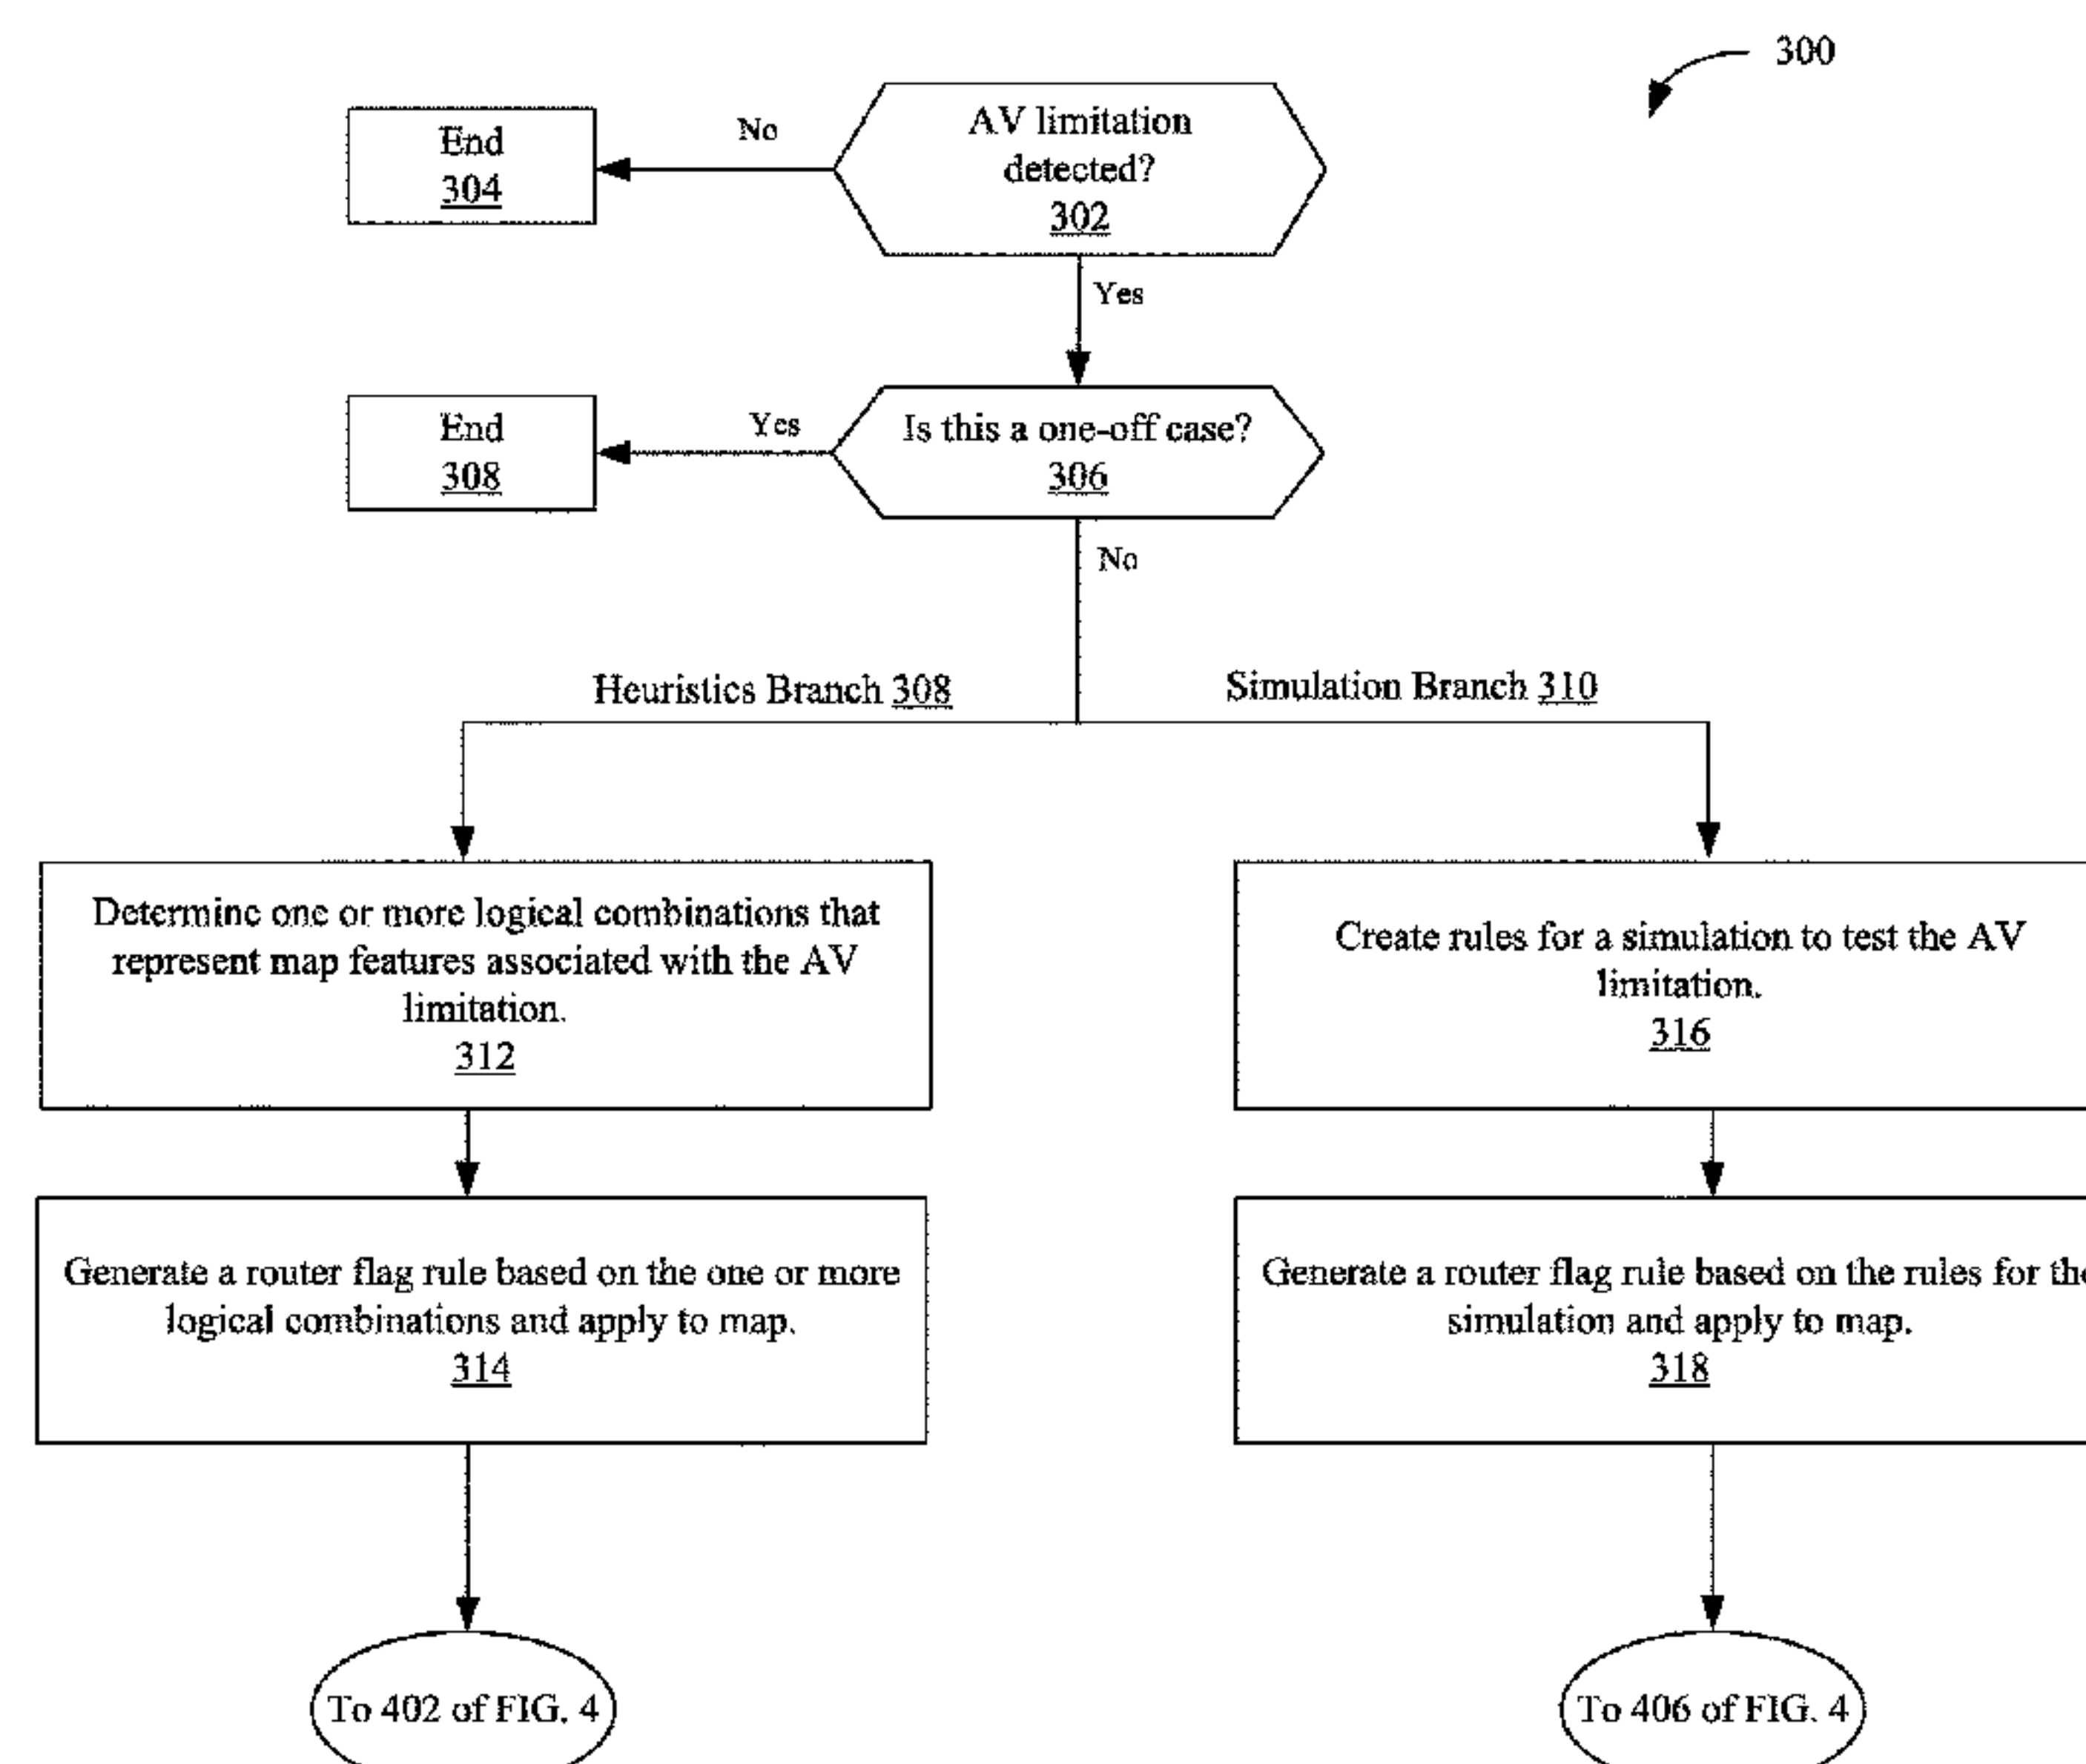 300
AV limitation
detected?
302
No
End
304
Yes
Is this a one-off case?
306
Yes
End
308
No
Heuristics Branch 308
Simulation Branch 310
Determine one or more logical combinations that
represent map features associated with the AV
limitation.
312
Create rules for a simulation to test the AV
limitation.
316
Generate a router flag rule based on the one or more
logical combinations and apply to map.
314
Generate a router flag rule based on the rules for the
simulation and apply to map.
318
To 402 of FIG. 4
To 406 of FIG. 4